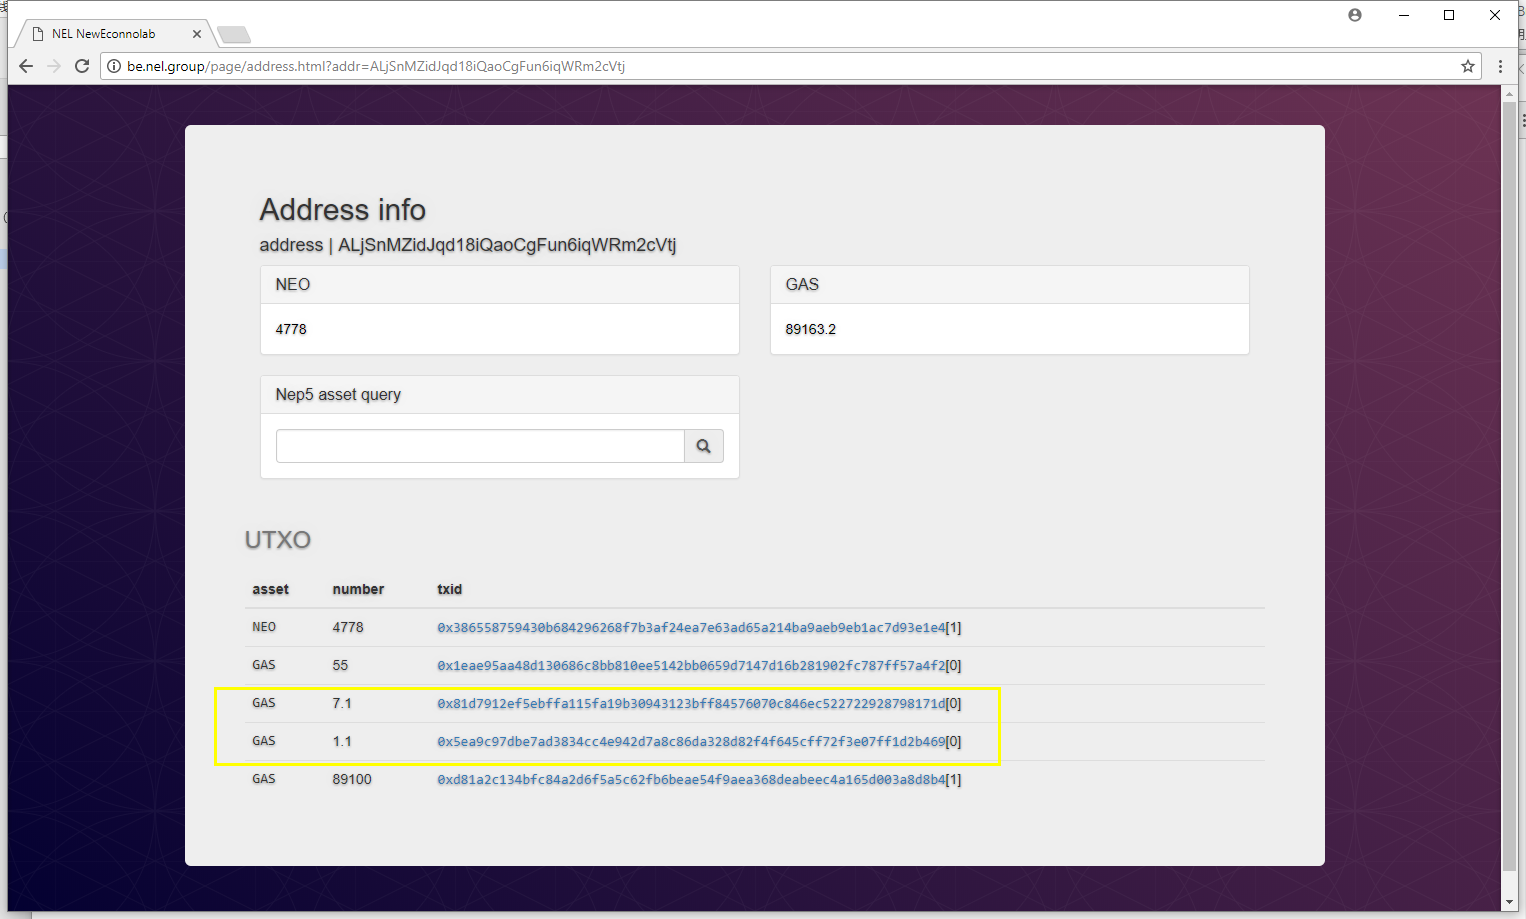 NEL NewEconnolab
be.nel.group/page/address.html?addr=ALjSnMZidJqd18iQaoCgFun6iqWRm2cVtj
Address info
address | ALjSnMZidJqd18iQaoCgFun6iqWRm2cVtj
NEO GAS
4778 89163.2
Nep5 asset query
UTXO
asset number txid
NEO 4778 0x386558759430b684296268f7b3af24ea7e63ad65a214ba9aeb9eb1ac7d93e1e4[1]
GAS 55 0x1eae95aa48d130686c8bb810ee5142bb0659d7147d16b281902fc787ff57a4f2[0]
GAS 7.1 0x81d7912ef5ebffa115fa19b30943123bff84576070c846ec522722928798171d[0]
GAS 1.1 0x5ea9c97dbe7ad3834cc4e942d7a8c86da328d82f4f645cff72f3e07ff1d2b469[0]
GAS 89100 0xd81a2c134bfc84a2d6f5a5c62fb6beae54f9aea368deabeec4a165d003a8d8b4[1]